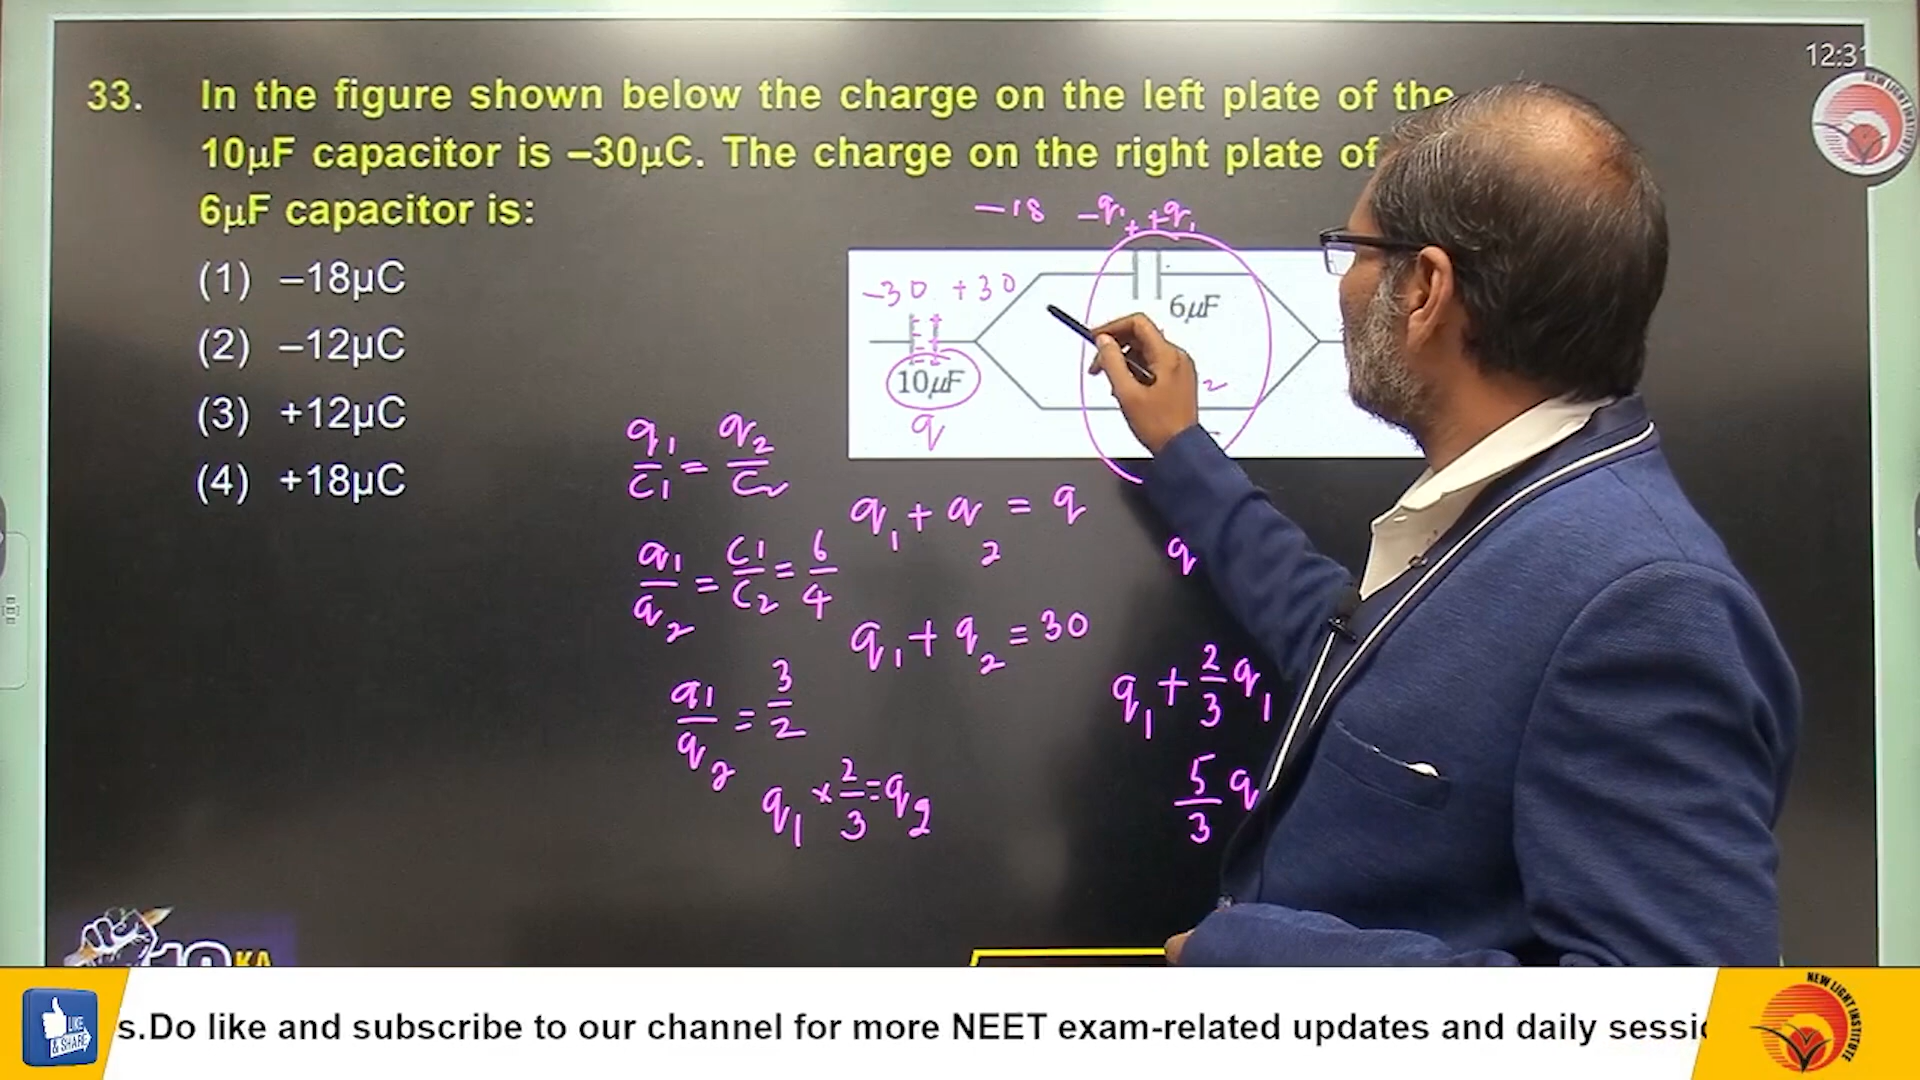 12:31
33. In the figure shown below the charge on the left plate of the
10μF capacitor is –30μC. The charge on the right plate of
6μF capacitor is:
(1) –18μC
(2) –12μC
(3) +12μC
(4) +18μC
–18 –q₁ +q₁
–30 +30
6μF
10μF
q
2
q₁/c₁ = q₂/c₂
q₁ + q₂ = q
q₁/q₂ = c₁/c₂ = 6/4
q
q₁ + q₂ = 30
q₁/q₂ = 3/2
q₁ + 2/3 q₁
q₁ × 2/3 = q₂
5/3 q
KA
LIKE
& SHARE
s.Do like and subscribe to our channel for more NEET exam-related updates and daily sessi
NEW LIGHT INSTITUTE